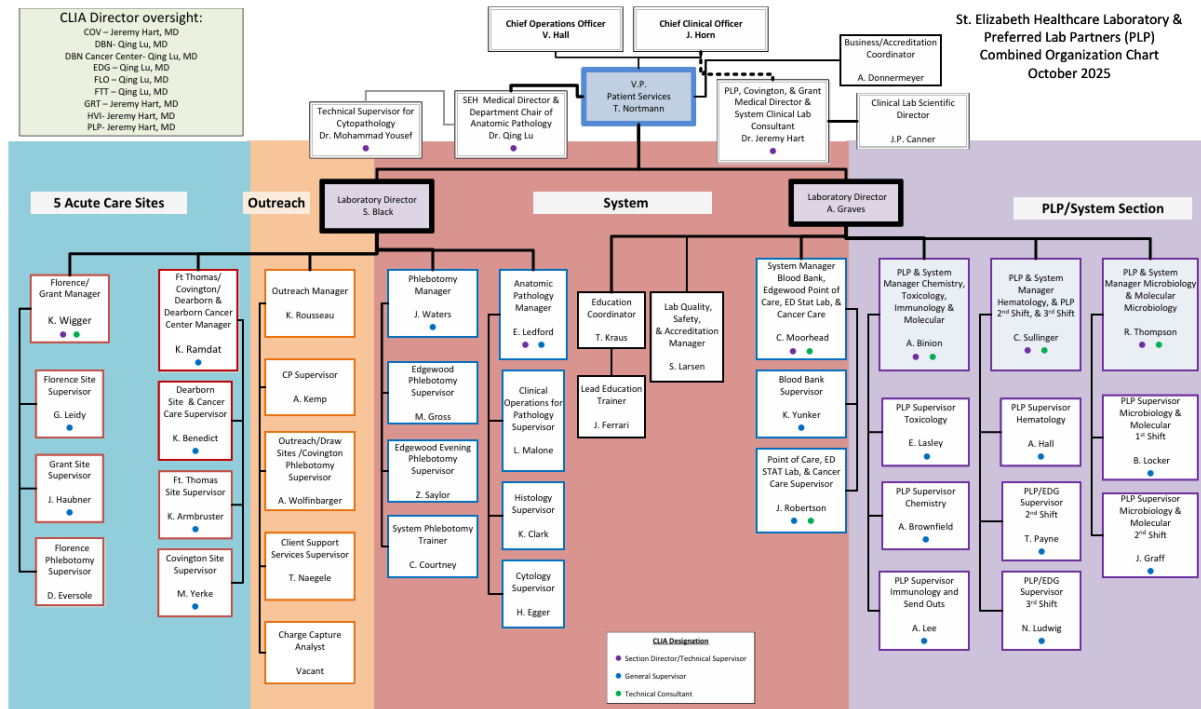 CLIA Director oversight:
COV – Jeremy Hart, MD
DBN- Qing Lu, MD
DBN Cancer Center- Qing Lu, MD
EDG – Qing Lu, MD
FLO – Qing Lu, MD
FTT – Qing Lu, MD
GRT – Jeremy Hart, MD
HVI- Jeremy Hart, MD
PLP- Jeremy Hart, MD
Chief Operations Officer
V. Hall
Chief Clinical Officer
J. Horn
St. Elizabeth Healthcare Laboratory &
Preferred Lab Partners (PLP)
Combined Organization Chart
October 2025
Business/Accreditation
Coordinator
A. Donnermeyer
V.P.
Patient Services
T. Nortmann
Technical Supervisor for
Cytopathology
Dr. Mohammad Yousef
SEH Medical Director &
Department Chair of
Anatomic Pathology
Dr. Qing Lu
PLP, Covington, & Grant
Medical Director &
System Clinical Lab
Consultant
Dr. Jeremy Hart
Clinical Lab Scientific
Director
J.P. Canner
5 Acute Care Sites
Outreach
Laboratory Director
S. Black
System
Laboratory Director
A. Graves
PLP/System Section
Florence/
Grant Manager
K. Wigger
Florence Site
Supervisor
G. Leidy
Grant Site
Supervisor
J. Haubner
Florence
Phlebotomy
Supervisor
D. Eversole
Ft Thomas/
Covington/
Dearborn &
Dearborn Cancer
Center Manager
K. Ramdat
Dearborn
Site & Cancer
Care Supervisor
K. Benedict
Ft. Thomas
Site Supervisor
K. Armbruster
Covington Site
Supervisor
M. Yerke
Outreach Manager
K. Rousseau
CP Supervisor
A. Kemp
Outreach/Draw
Sites /Covington
Phlebotomy
Supervisor
A. Wolfinbarger
Client Support
Services Supervisor
T. Naegele
Charge Capture
Analyst
Vacant
Phlebotomy
Manager
J. Waters
Edgewood
Phlebotomy
Supervisor
M. Gross
Edgewood Evening
Phlebotomy
Supervisor
Z. Saylor
System Phlebotomy
Trainer
C. Courtney
Anatomic
Pathology
Manager
E. Ledford
Clinical
Operations for
Pathology
Supervisor
L. Malone
Histology
Supervisor
K. Clark
Cytology
Supervisor
H. Egger
Education
Coordinator
T. Kraus
Lead Education
Trainer
J. Ferrari
Lab Quality,
Safety,
& Accreditation
Manager
S. Larsen
System Manager
Blood Bank,
Edgewood Point of
Care, ED Stat Lab, &
Cancer Care
C. Moorhead
Blood Bank
Supervisor
K. Yunker
Point of Care, ED
STAT Lab, & Cancer
Care Supervisor
J. Robertson
PLP & System
Manager Chemistry,
Toxicology,
Immunology &
Molecular
A. Binion
PLP Supervisor
Toxicology
E. Lasley
PLP Supervisor
Chemistry
A. Brownfield
PLP Supervisor
Immunology and
Send Outs
A. Lee
PLP & System
Manager
Hematology, & PLP
2nd Shift, & 3rd Shift
C. Sullinger
PLP Supervisor
Hematology
A. Hall
PLP/EDG
Supervisor
2nd Shift
T. Payne
PLP/EDG
Supervisor
3rd Shift
N. Ludwig
PLP & System
Manager Microbiology
& Molecular
Microbiology
R. Thompson
PLP Supervisor
Microbiology &
Molecular
1st Shift
B. Locker
PLP Supervisor
Microbiology &
Molecular
2nd Shift
J. Graff
CLIA Designation
Section Director/Technical Supervisor
General Supervisor
Technical Consultant